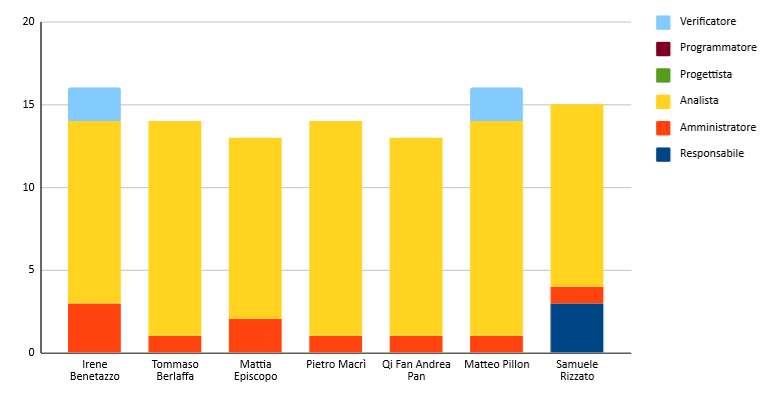 20
15
10
5
0
Irene
Benetazzo
Tommaso
Berlaffa
Mattia
Episcopo
Pietro Macrì
Qi Fan Andrea
Pan
Matteo Pillon
Samuele
Rizzato
Verificatore
Programmatore
Progettista
Analista
Amministratore
Responsabile